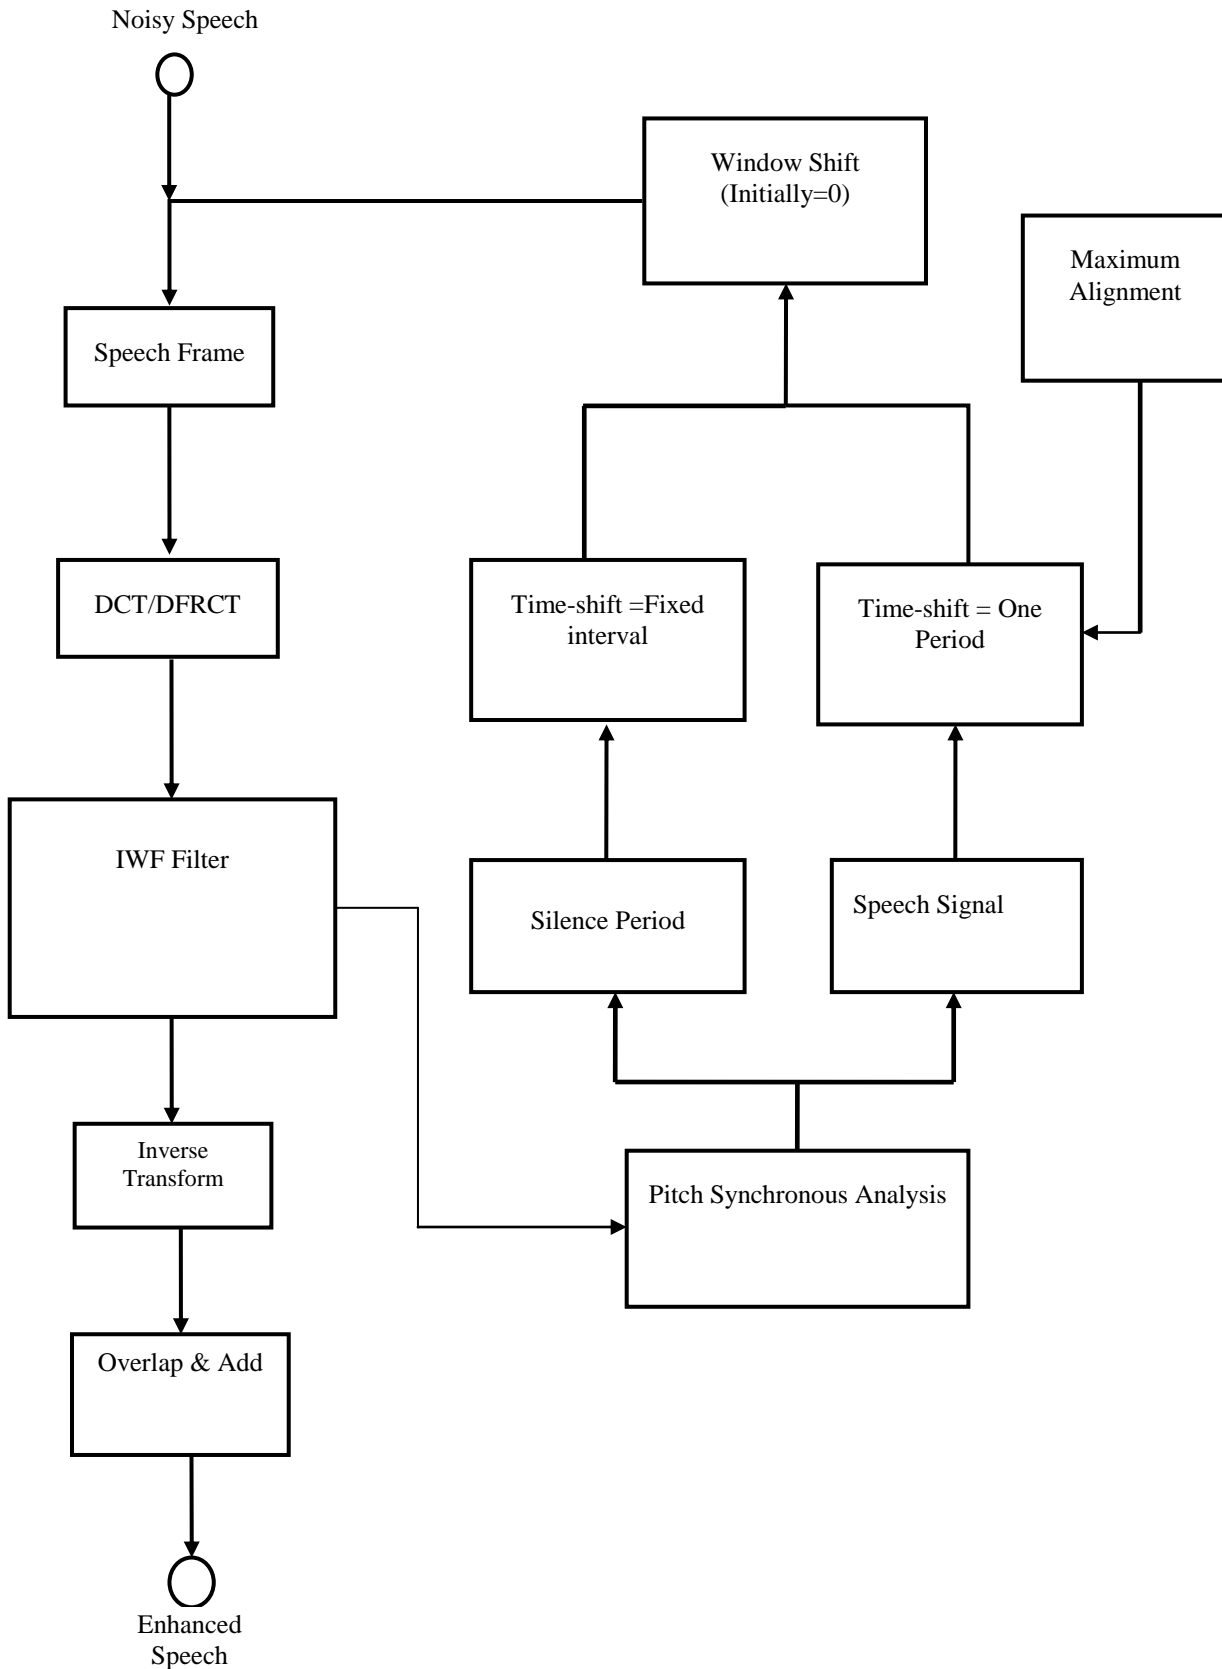 Noisy Speech
Window Shift
(Initially=0)
Maximum
Alignment
Speech Frame
DCT/DFRCT
Time-shift =Fixed
interval
Time-shift = One
Period
IWF Filter
Silence Period
Speech Signal
Inverse
Transform
Pitch Synchronous Analysis
Overlap & Add
Enhanced
Speech